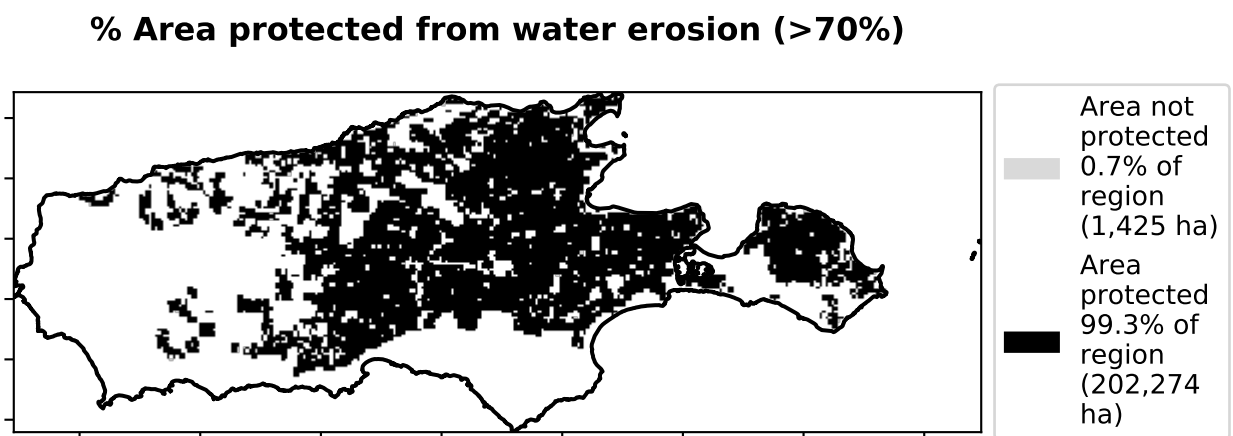 % Area protected from water erosion (>70%)
Area not
protected
0.7% of
region
(1,425 ha)
Area
protected
99.3% of
region
(202,274
ha)